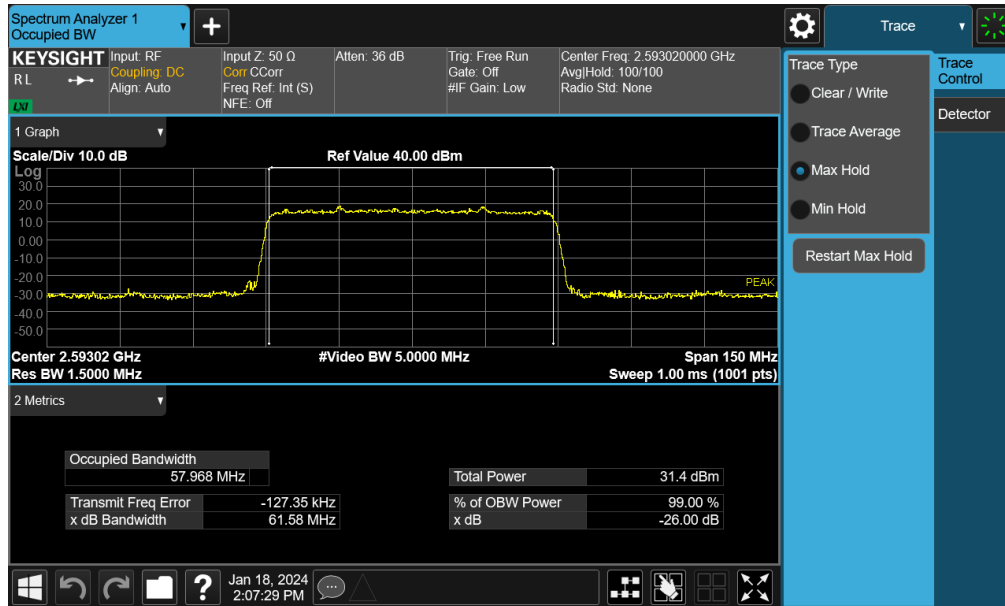 Spectrum Analyzer 1
Occupied BW
+
Trace
KEYSIGHT
R L
LXI
Input: RF
Coupling: DC
Align: Auto
Input Z: 50 Ω
Corr CCorr
Freq Ref: Int (S)
NFE: Off
Atten: 36 dB
Trig: Free Run
Gate: Off
#IF Gain: Low
Center Freq: 2.593020000 GHz
Avg|Hold: 100/100
Radio Std: None
Trace Type
Clear / Write
Trace Average
Max Hold
Min Hold
Restart Max Hold
Trace
Control
Detector
1 Graph
Scale/Div 10.0 dB
Ref Value 40.00 dBm
Log
30.0
20.0
10.0
0.00
-10.0
-20.0
-30.0
-40.0
-50.0
PEAK
Center 2.59302 GHz
#Video BW 5.0000 MHz
Span 150 MHz
Res BW 1.5000 MHz
Sweep 1.00 ms (1001 pts)
2 Metrics
Occupied Bandwidth
57.968 MHz
Total Power 31.4 dBm
Transmit Freq Error -127.35 kHz
% of OBW Power 99.00 %
x dB Bandwidth 61.58 MHz
x dB -26.00 dB
?
Jan 18, 2024
2:07:29 PM